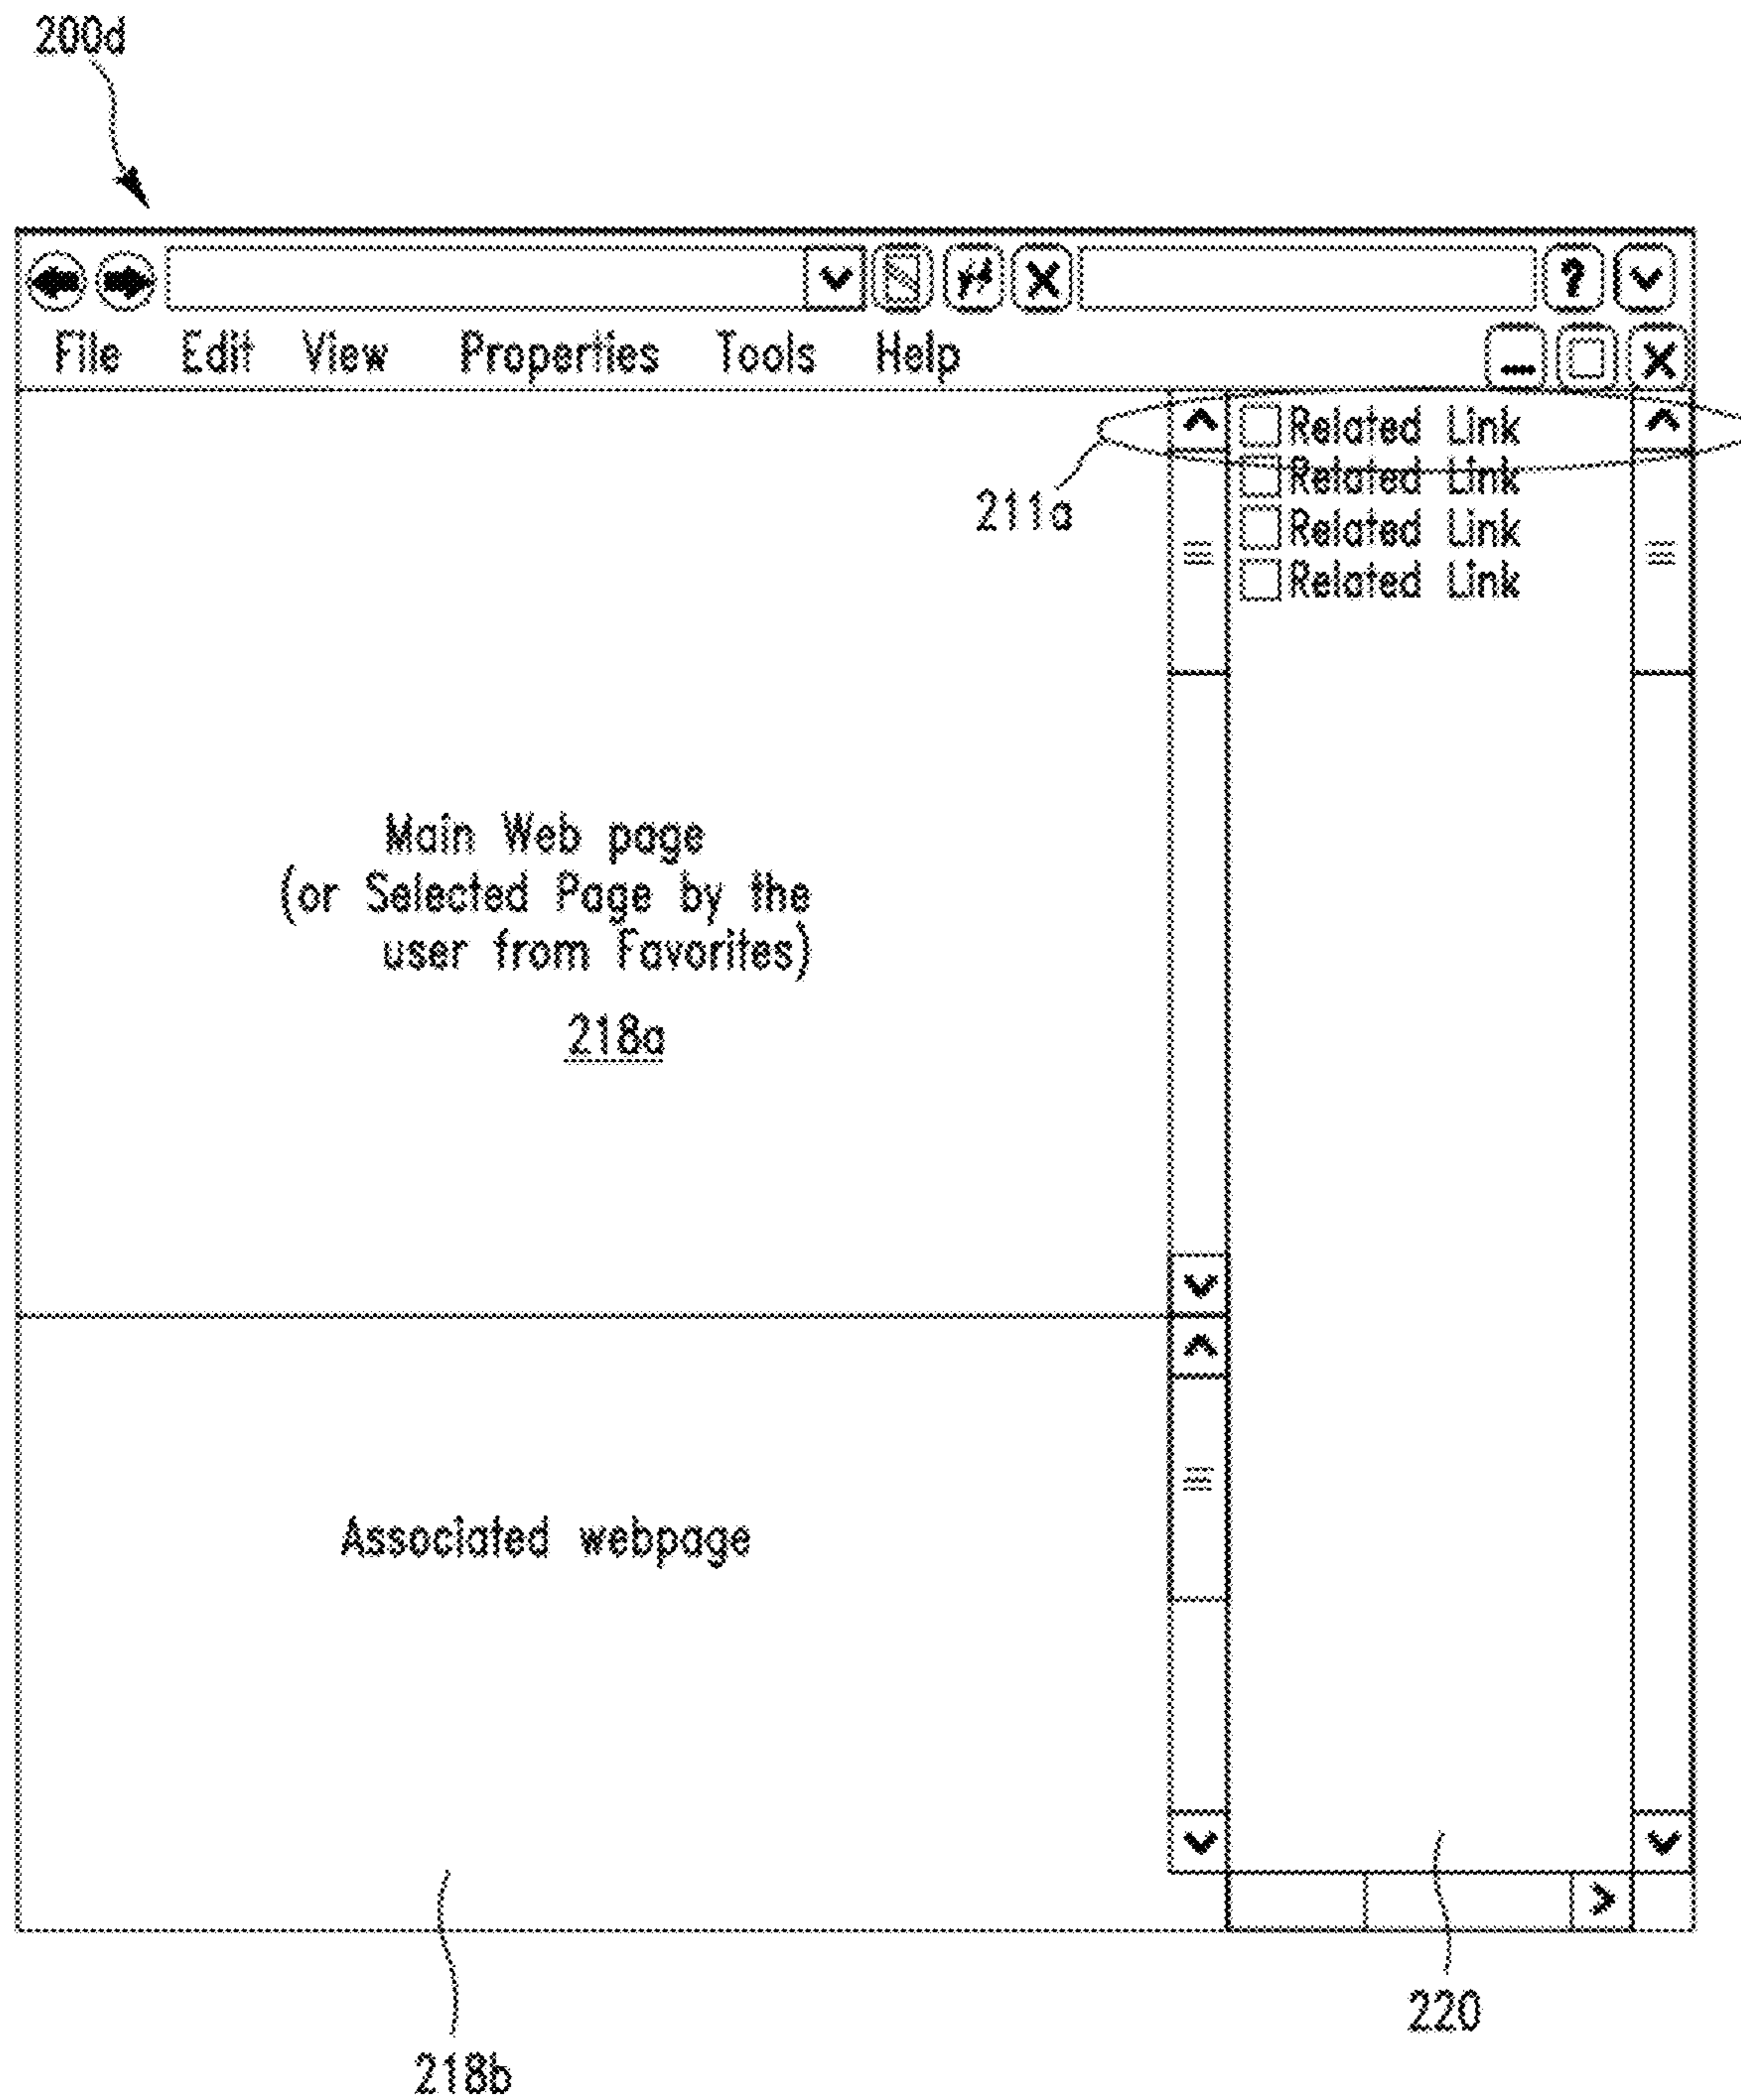 200d
?
File Edit View Properties Tools Help
Related Link
Related Link
211a
Related Link
Related Link
Main Web page
(or Selected Page by the
user from Favorites)
218a
Associated webpage
220
218b